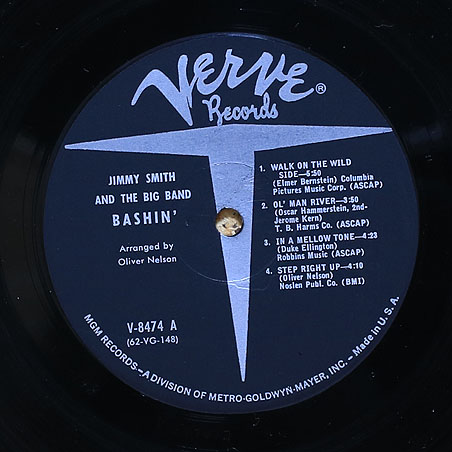 VERVE®
Records
JIMMY SMITH
AND THE BIG BAND
BASHIN'
Arranged by
Oliver Nelson
V-8474 A
(62-VG-148)
1. WALK ON THE WILD
SIDE—5:50
(Elmer Bernstein) Columbia
Pictures Music Corp. (ASCAP)
2. OL' MAN RIVER—3:50
(Oscar Hammerstein, 2nd-
Jerome Kern)
T. B. Harms Co. (ASCAP)
3. IN A MELLOW TONE—4:23
(Duke Ellington)
Robbins Music (ASCAP)
4. STEP RIGHT UP—4:10
(Oliver Nelson)
Noslen Publ. Co. (BMI)
MGM RECORDS—A DIVISION OF METRO-GOLDWYN-MAYER, INC. — Made in U. S. A.